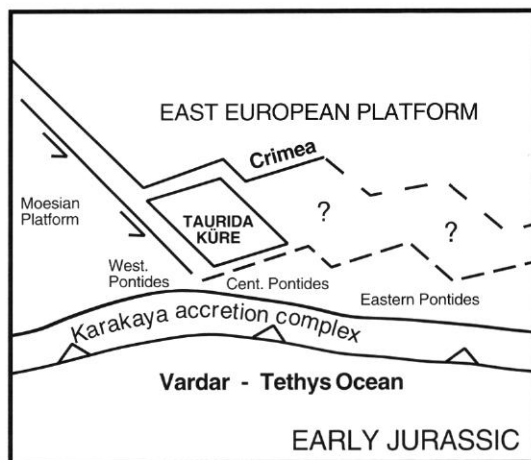 EAST EUROPEAN PLATFORM
Crimea
Moesian
Platform
TAURIDA
KÜRE
?
?
West.
Pontides
Cent. Pontides
Eastern Pontides
Karakaya accretion complex
Vardar - Tethys Ocean
EARLY JURASSIC